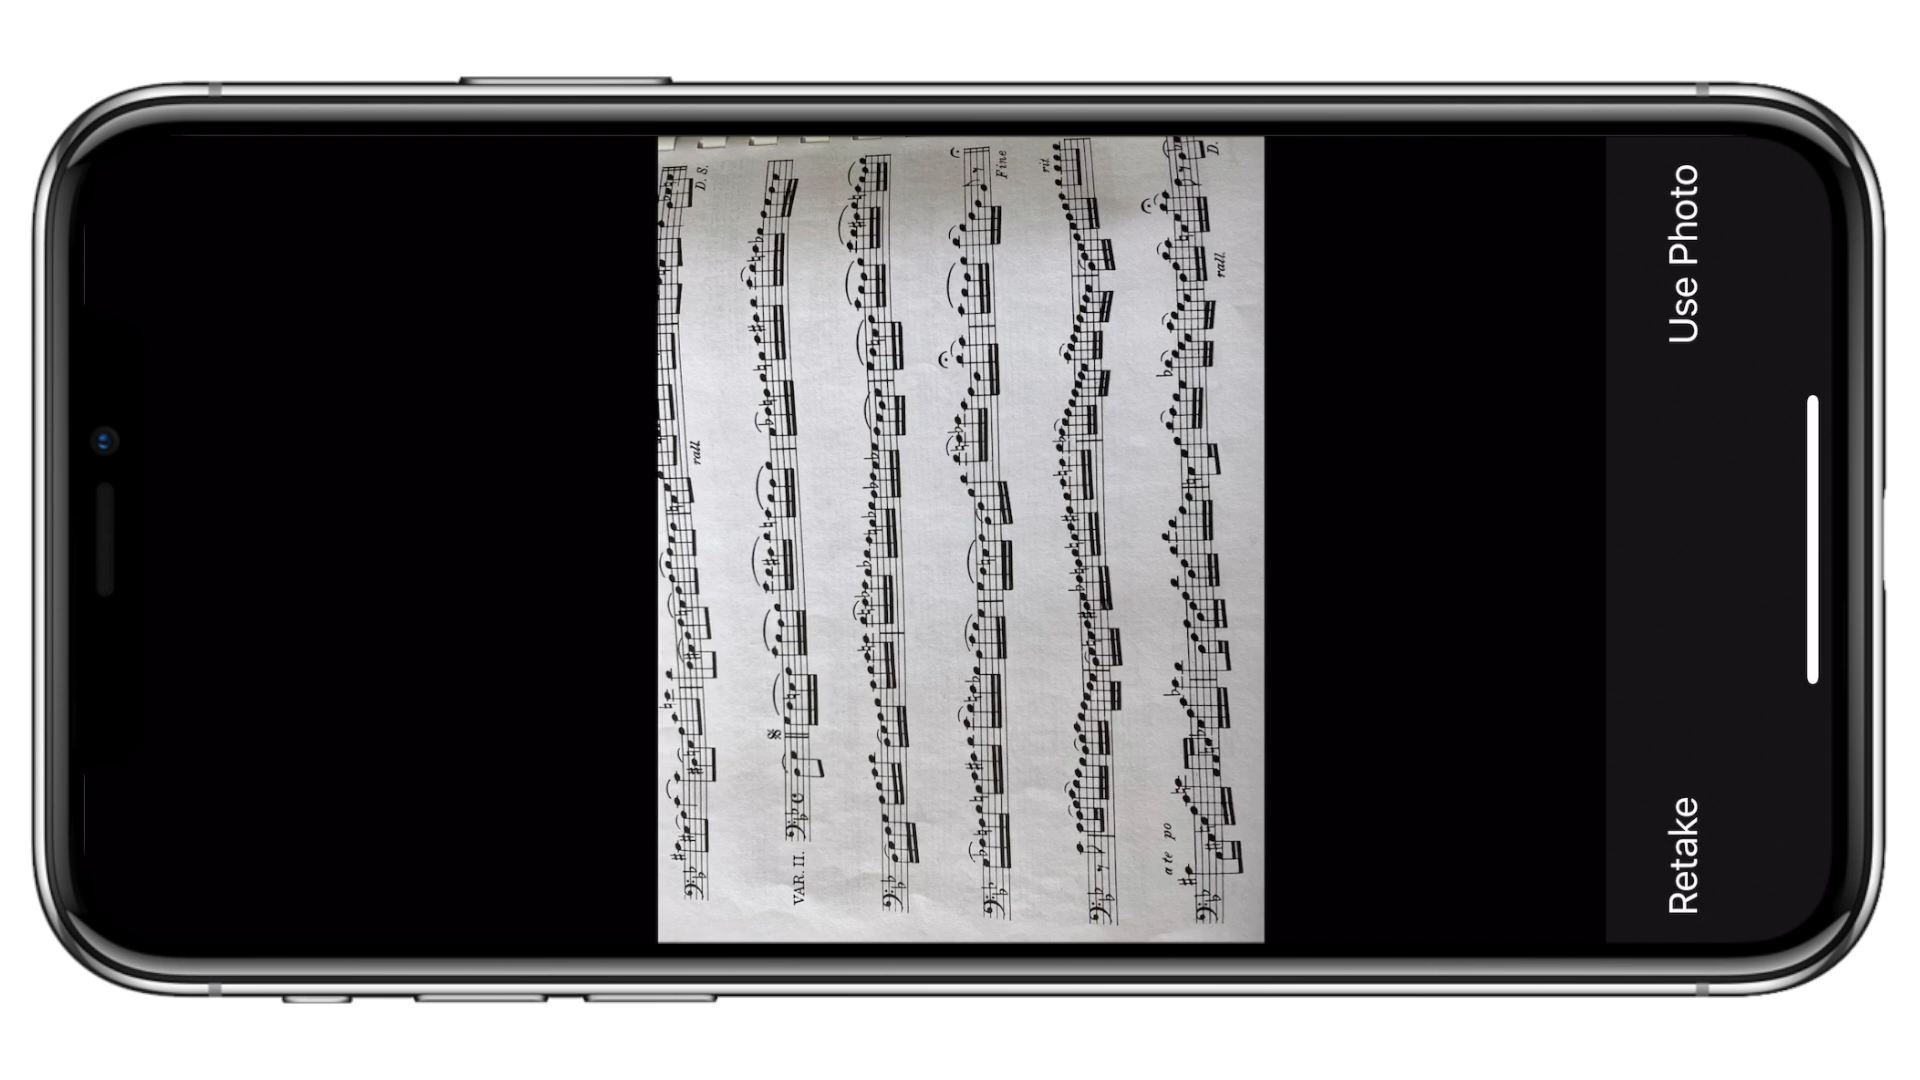 rall D. S.
VAR. II.
Fine
rit
a te po
rall. D.
Retake Use Photo